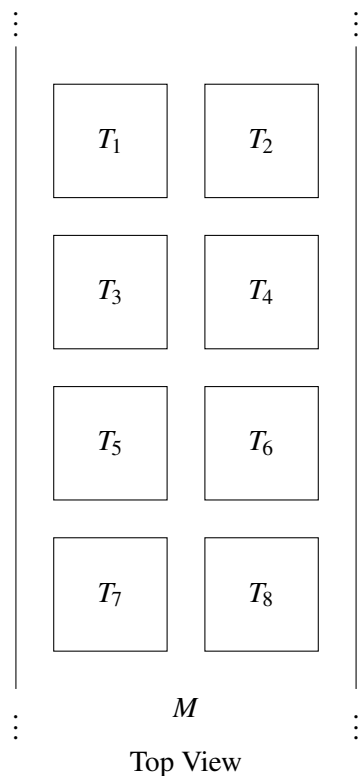 T₁ T₂
T₃ T₄
T₅ T₆
T₇ T₈
M
Top View